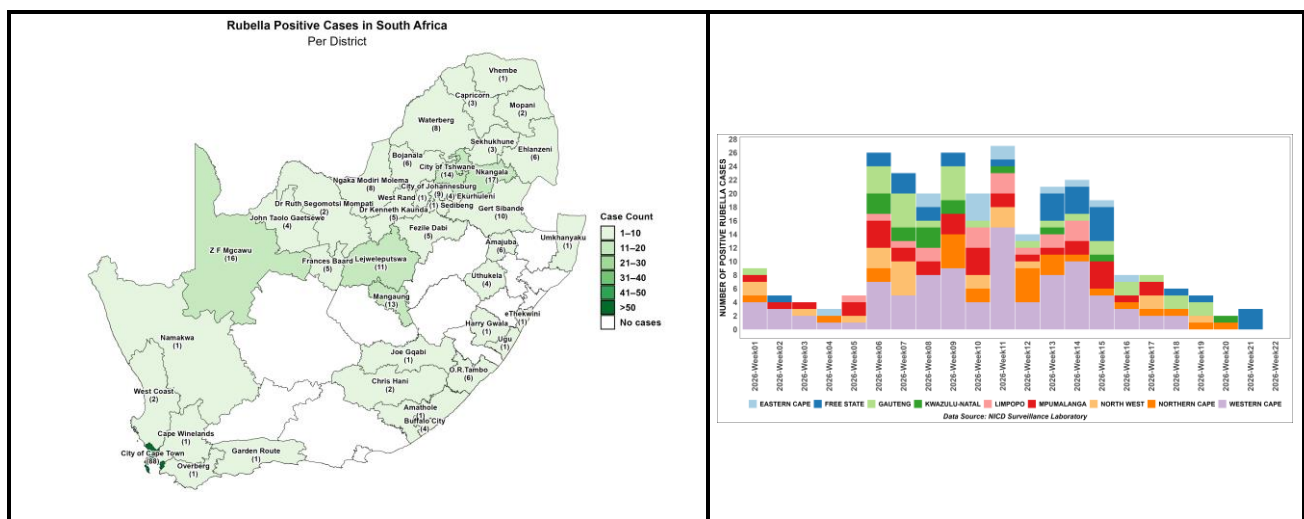 Rubella Positive Cases in South Africa
Per District
Vhembe
(1)
Capricorn
(3)
Mopani
(2)
Waterberg
(8)
Sekhukhune
(3)
Ehlanzeni
(6)
Bojanala
(6)
City of Tshwane
(14)
Nkangala
(17)
Ngaka Modiri Molema
(8)
City of Johannesburg
(9)
West Rand (1)
(4) Ekurhuleni
Dr Ruth Segomotsi Mompati
(2)
(1) Sedibeng
Dr Kenneth Kaunda
(5)
Gert Sibande
(10)
John Taolo Gaetsewe
(4)
Fezile Dabi
(5)
Z F Mgcawu
(16)
Frances Baard
(5)
Lejweleputswa
(11)
Amajuba
(6)
Umkhanyaku
(1)
Uthukela
(4)
Mangaung
(13)
eThekwini
(1)
Harry Gwala
(1)
Ugu
(1)
Namakwa
(1)
Joe Gqabi
(1)
O.R.Tambo
(6)
Chris Hani
(2)
West Coast
(2)
Amathole
(1)
Buffalo City
(4)
Cape Winelands
(1)
City of Cape Town
(88)
Garden Route
(1)
Overberg
(1)
Case Count
1–10
11–20
21–30
31–40
41–50
>50
No cases
NUMBER OF POSITIVE RUBELLA CASES
28
26
24
22
20
18
16
14
12
10
8
6
4
2
0
2026-Week01
2026-Week02
2026-Week03
2026-Week04
2026-Week05
2026-Week06
2026-Week07
2026-Week08
2026-Week09
2026-Week10
2026-Week11
2026-Week12
2026-Week13
2026-Week14
2026-Week15
2026-Week16
2026-Week17
2026-Week18
2026-Week19
2026-Week20
2026-Week21
2026-Week22
EASTERN CAPE FREE STATE GAUTENG KWAZULU-NATAL LIMPOPO MPUMALANGA NORTH WEST NORTHERN CAPE WESTERN CAPE
Data Source: NICD Surveillance Laboratory